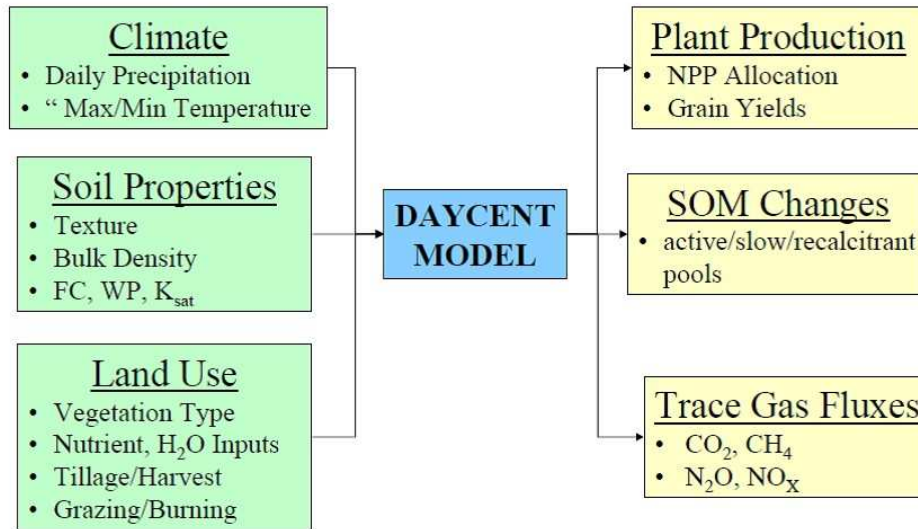 Climate
• Daily Precipitation
• “ Max/Min Temperature
Soil Properties
• Texture
• Bulk Density
• FC, WP, Ksat
Land Use
• Vegetation Type
• Nutrient, H2O Inputs
• Tillage/Harvest
• Grazing/Burning
DAYCENT
MODEL
Plant Production
• NPP Allocation
• Grain Yields
SOM Changes
• active/slow/recalcitrant
pools
Trace Gas Fluxes
• CO2, CH4
• N2O, NOX